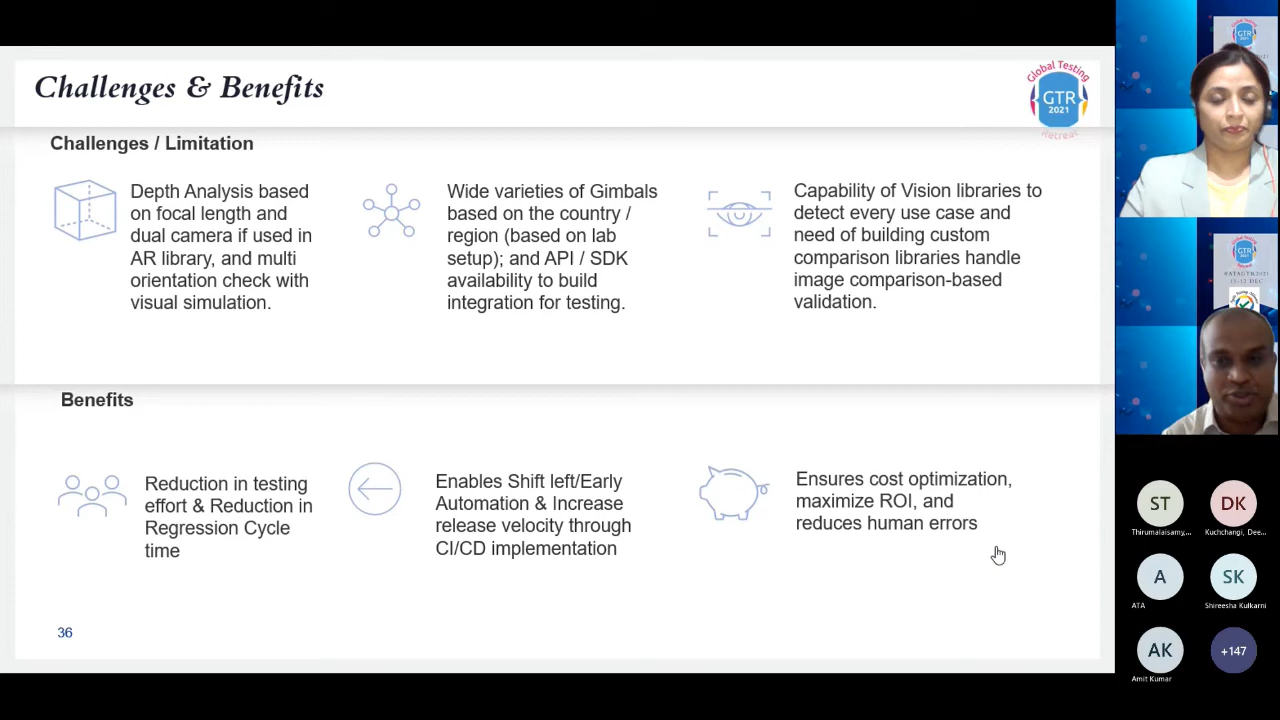 Challenges & Benefits
Global Testing
GTR
2021
Retreat
Challenges / Limitation
Depth Analysis based
on focal length and
dual camera if used in
AR library, and multi
orientation check with
visual simulation.
Wide varieties of Gimbals
based on the country /
region (based on lab
setup); and API / SDK
availability to build
integration for testing.
Capability of Vision libraries to
detect every use case and
need of building custom
comparison libraries handle
image comparison-based
validation.
Benefits
Reduction in testing
effort & Reduction in
Regression Cycle
time
Enables Shift left/Early
Automation & Increase
release velocity through
CI/CD implementation
Ensures cost optimization,
maximize ROI, and
reduces human errors
36
GTR
GTR
#ATAGTR2021
ST
Thirumalaisamy,...
DK
Kuchchangi, Dee...
A
ATA
SK
Shireesha Kulkarni
AK
Amit Kumar
+147